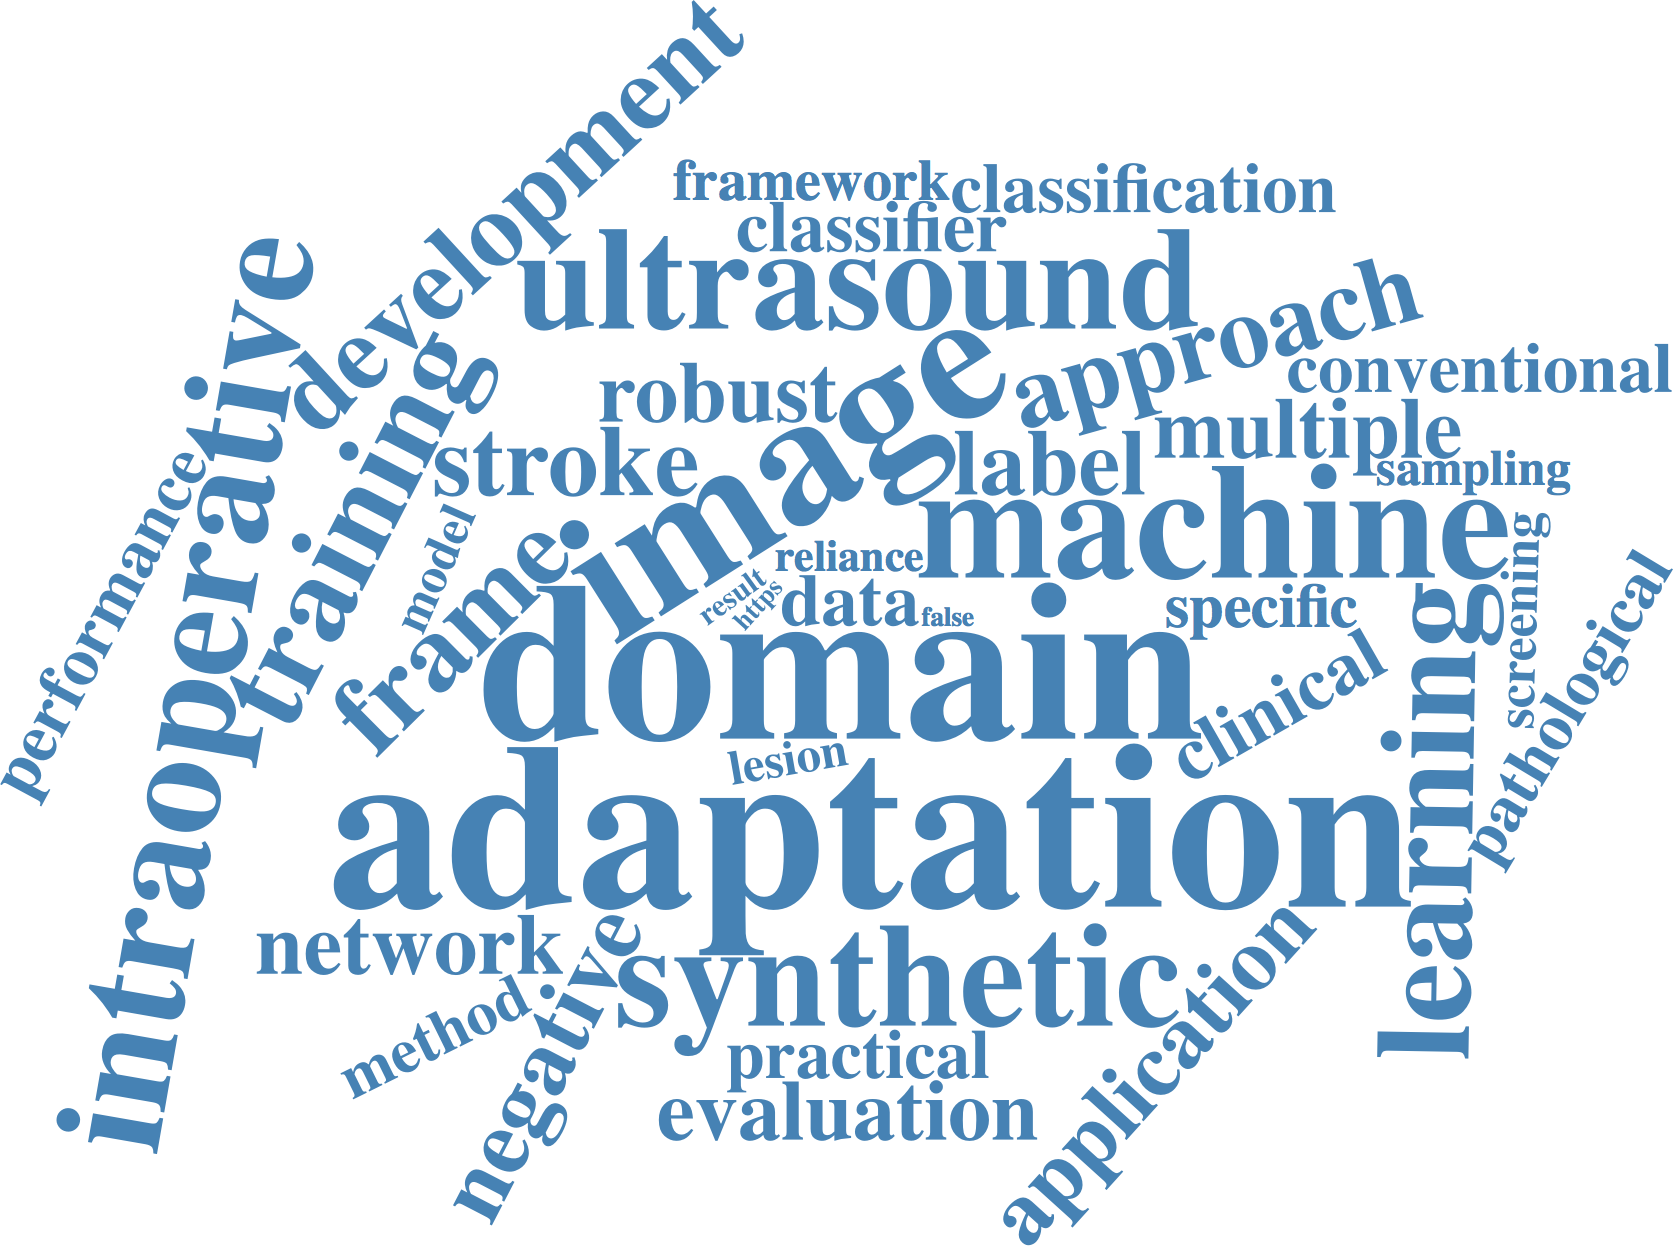 development
framework
classification
classifier
ultrasound
intraoperative
approach
training
image
conventional
robust
multiple
stroke
label
sampling
performance
machine
model
frame
reliance
screening
result
https
data
false
specific
pathological
domain
learning
clinical
lesion
adaptation
network
negative
synthetic
application
method
practical
evaluation